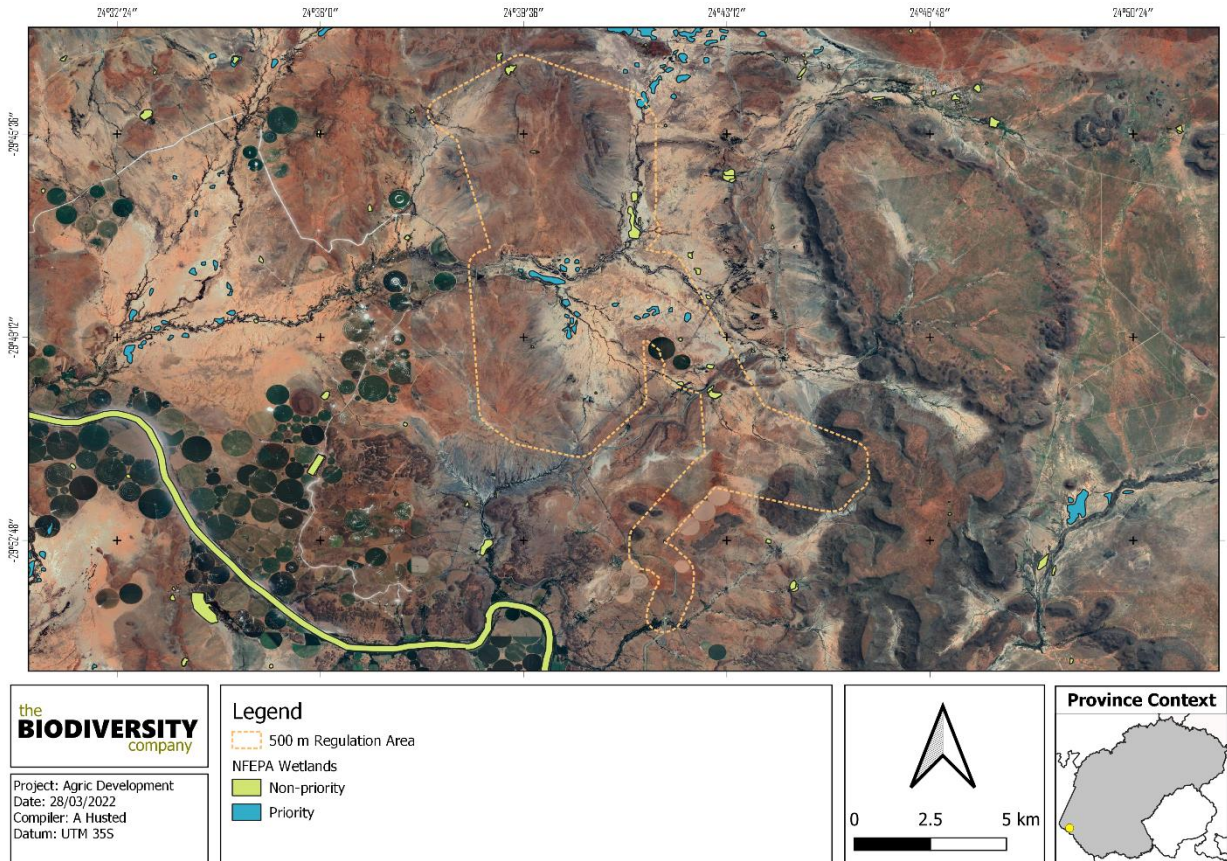 24°32'24" 24°36'0" 24°39'36" 24°43'12" 24°46'48" 24°50'24"
-29°45'36"
-29°49'12"
-29°52'48"
the
BIODIVERSITY
company
Project: Agric Development
Date: 28/03/2022
Compiler: A Husted
Datum: UTM 35S
Legend
500 m Regulation Area
NFEPA Wetlands
Non-priority
Priority
0 2.5 5 km
Province Context